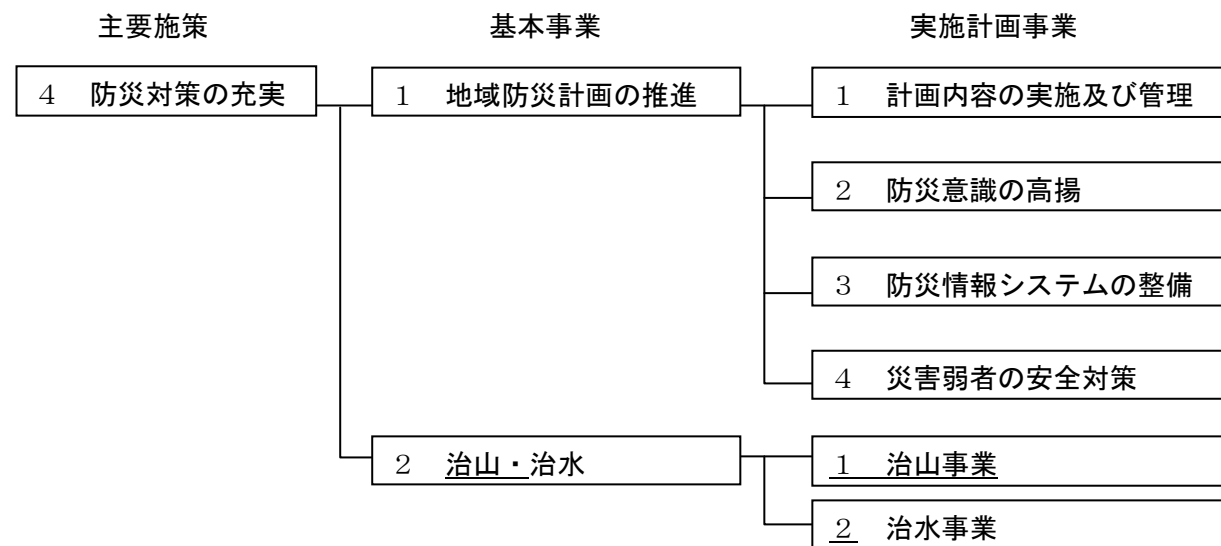 主要施策 基本事業 実施計画事業
4 防災対策の充実 1 地域防災計画の推進 1 計画内容の実施及び管理
2 防災意識の高揚
3 防災情報システムの整備
4 災害弱者の安全対策
2 治山・治水 1 治山事業
2 治水事業